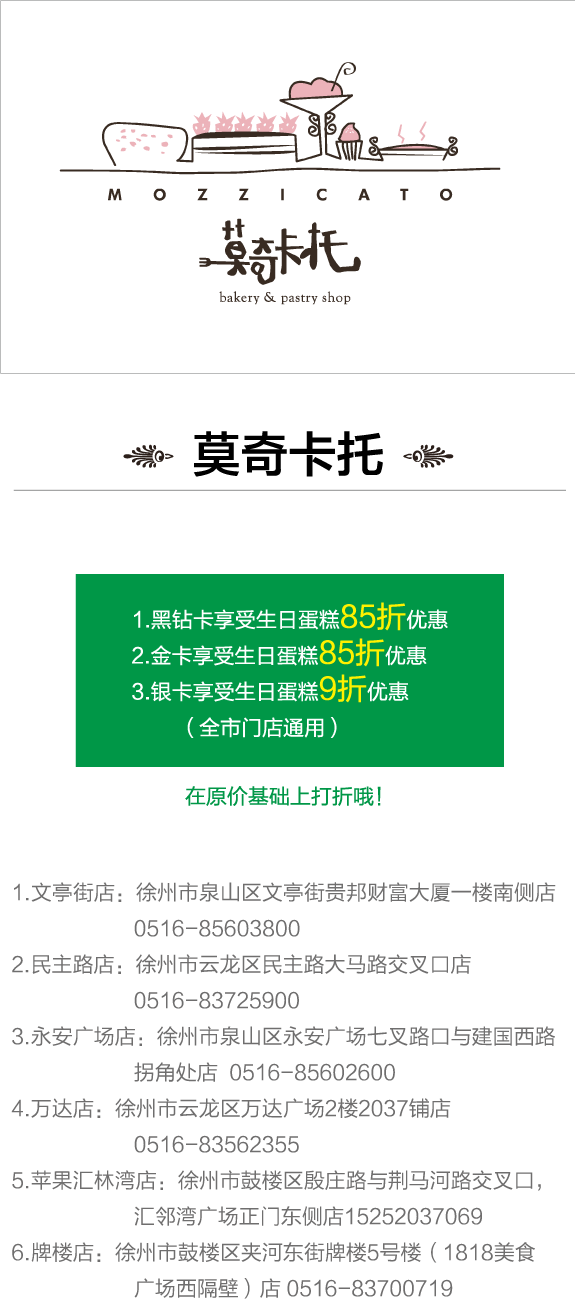 MOZZICATO
莫奇卡托
bakery & pastry shop
莫奇卡托
1.黑钻卡享受生日蛋糕85折优惠
2.金卡享受生日蛋糕85折优惠
3.银卡享受生日蛋糕9折优惠
（全市门店通用）
在原价基础上打折哦！
1.文亭街店：徐州市泉山区文亭街贵邦财富大厦一楼南侧店
0516-85603800
2.民主路店：徐州市云龙区民主路大马路交叉口店
0516-83725900
3.永安广场店：徐州市泉山区永安广场七叉路口与建国西路
拐角处店 0516-85602600
4.万达店：徐州市云龙区万达广场2楼2037铺店
0516-83562355
5.苹果汇林湾店：徐州市鼓楼区殷庄路与荆马河路交叉口，
汇邻湾广场正门东侧店15252037069
6.牌楼店：徐州市鼓楼区夹河东街牌楼5号楼（1818美食
广场西隔壁）店 0516-83700719